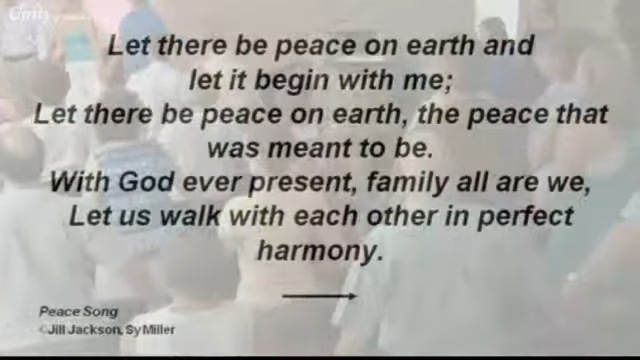 Unity
Let there be peace on earth and
let it begin with me;
Let there be peace on earth, the peace that
was meant to be.
With God ever present, family all are we,
Let us walk with each other in perfect
harmony.
Peace Song
©Jill Jackson, Sy Miller